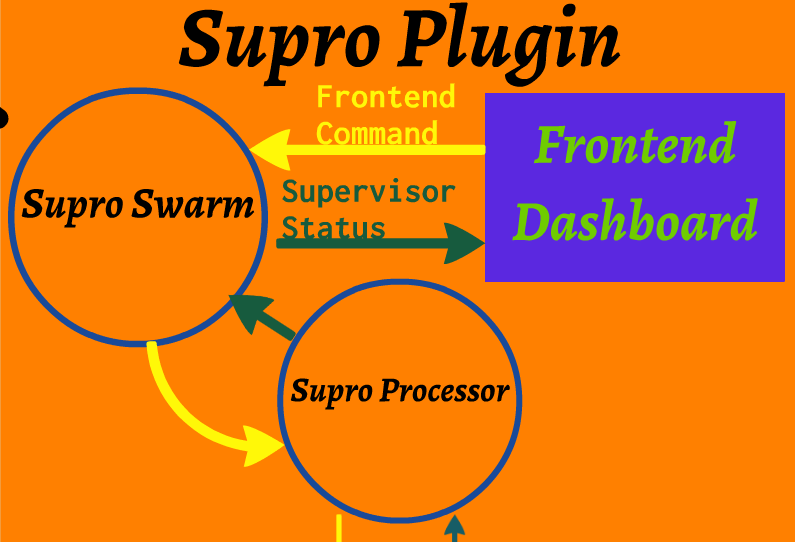 Supro Plugin
Frontend
Command
Frontend
Dashboard
Supro Swarm
Supervisor
Status
Supro Processor